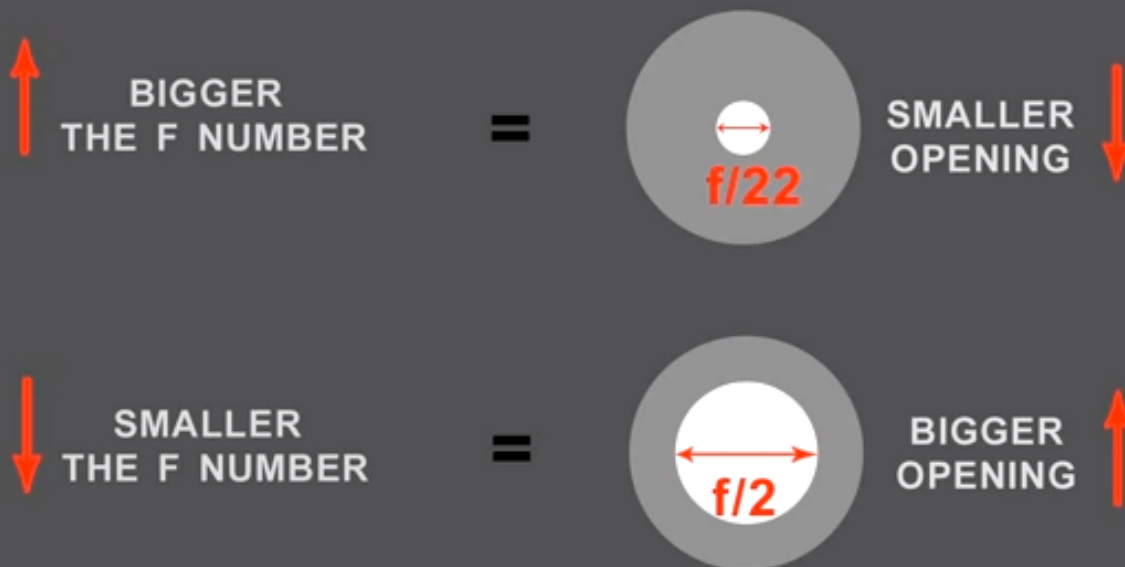 BIGGER
THE F NUMBER
=
f/22
SMALLER
OPENING
SMALLER
THE F NUMBER
=
f/2
BIGGER
OPENING